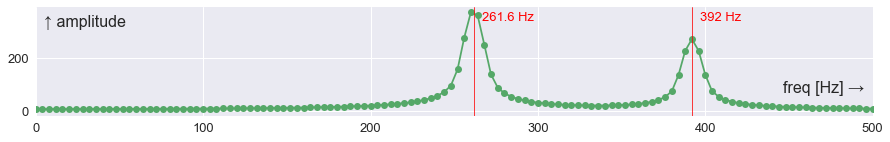 ↑ amplitude
261.6 Hz
392 Hz
200
freq [Hz] →
0
0
100
200
300
400
500